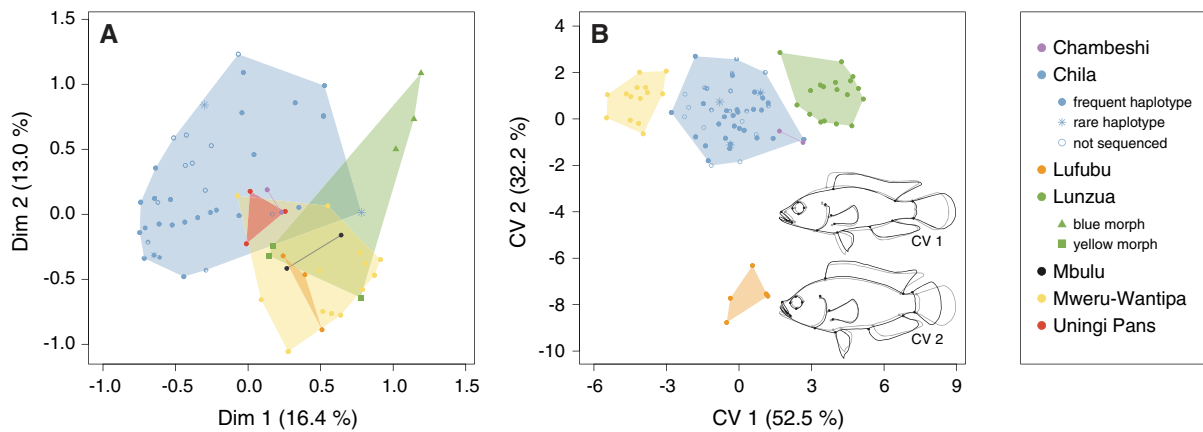 A
1.5
1.0
0.5
0.0
-0.5
-1.0
Dim 2 (13.0 %)
-1.0
-0.5
0.0
0.5
1.0
1.5
Dim 1 (16.4 %)
B
4
2
0
-2
-4
-6
-8
-10
CV 2 (32.2 %)
CV 1
CV 2
-6
-3
0
3
6
9
CV 1 (52.5 %)
Chambeshi
Chila
frequent haplotype
rare haplotype
not sequenced
Lufubu
Lunzua
blue morph
yellow morph
Mbulu
Mweru-Wantipa
Uningi Pans